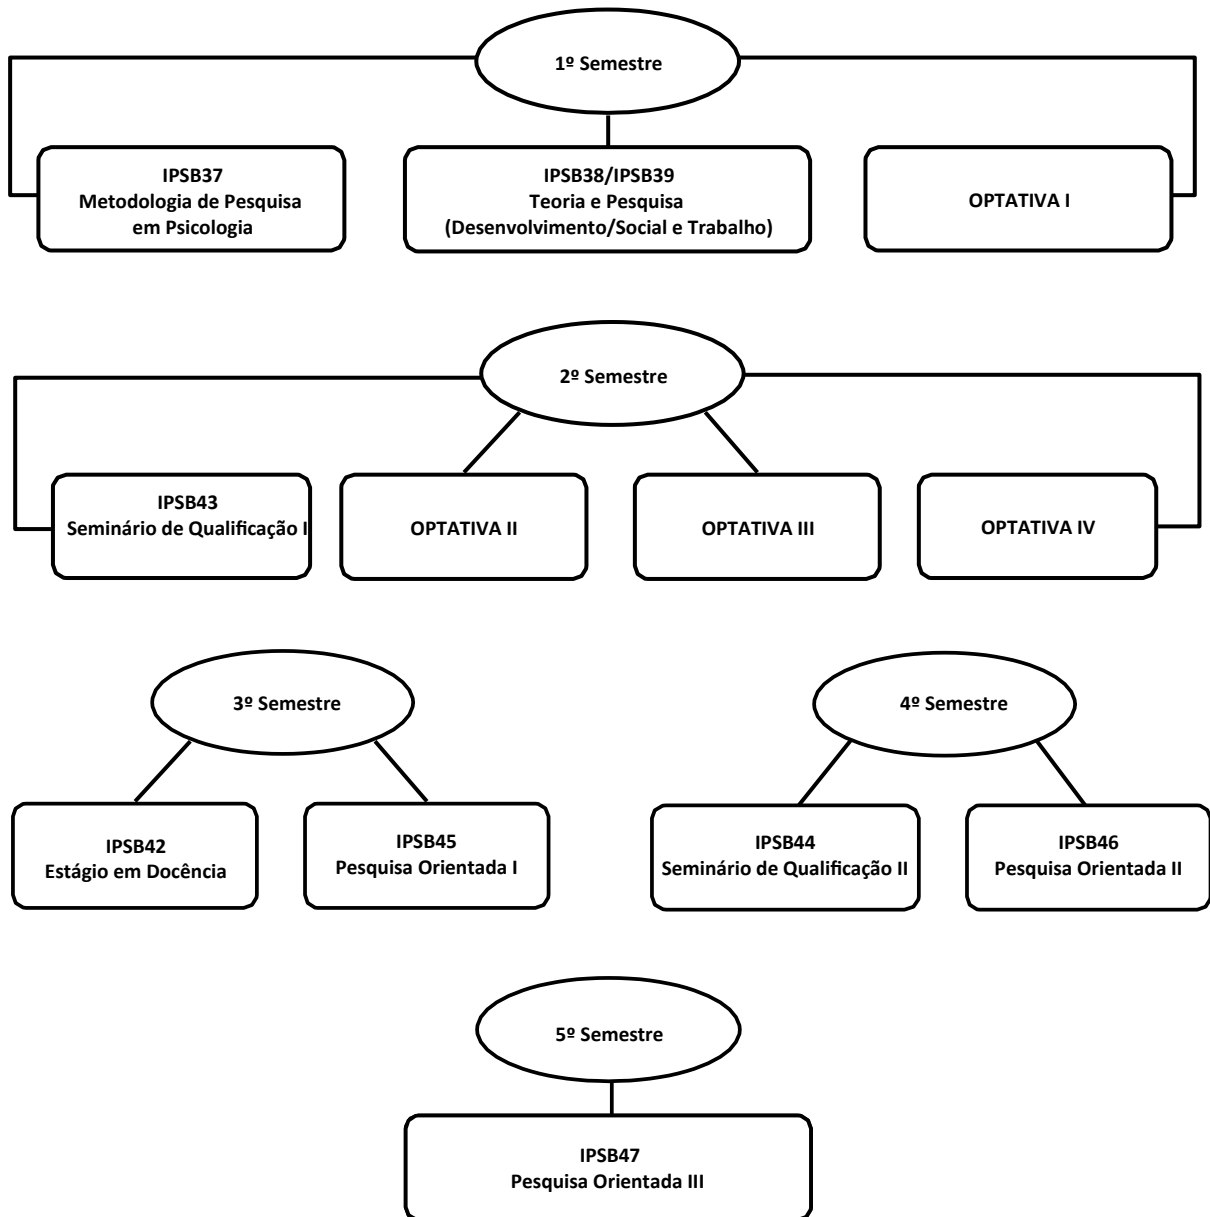 1º Semestre
IPSB37
Metodologia de Pesquisa
em Psicologia
IPSB38/IPSB39
Teoria e Pesquisa
(Desenvolvimento/Social e Trabalho)
OPTATIVA I
2º Semestre
IPSB43
Seminário de Qualificação I
OPTATIVA II
OPTATIVA III
OPTATIVA IV
3º Semestre
4º Semestre
IPSB42
Estágio em Docência
IPSB45
Pesquisa Orientada I
IPSB44
Seminário de Qualificação II
IPSB46
Pesquisa Orientada II
5º Semestre
IPSB47
Pesquisa Orientada III